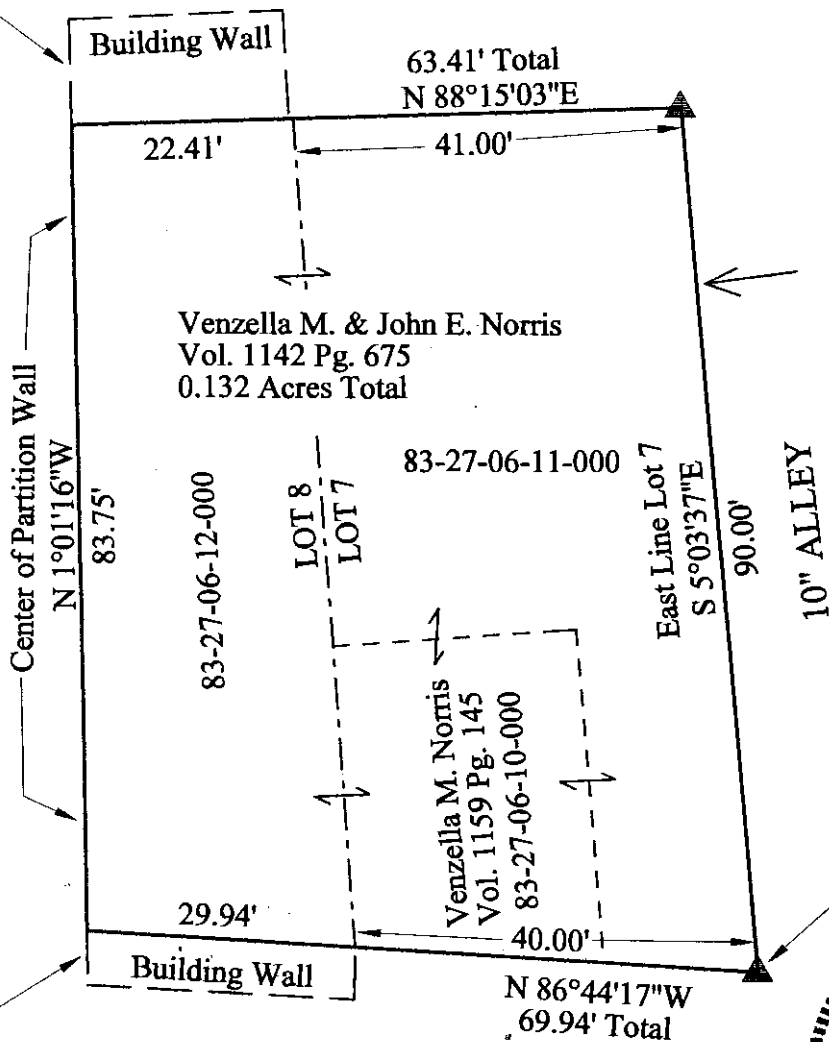 Building Wall
63.41' Total
N 88°15'03"E
22.41'
41.00'
Venzella M. & John E. Norris
Vol. 1142 Pg. 675
0.132 Acres Total
Center of Partition Wall
N 1°01'16"W
83.75'
83-27-06-12-000
LOT 8
LOT 7
83-27-06-11-000
East Line Lot 7
S 5°03'37"E
90.00'
10" ALLEY
Venzella M. Norris
Vol. 1159 Pg. 145
83-27-06-10-000
29.94'
40.00'
Building Wall
N 86°44'17"W
69.94' Total